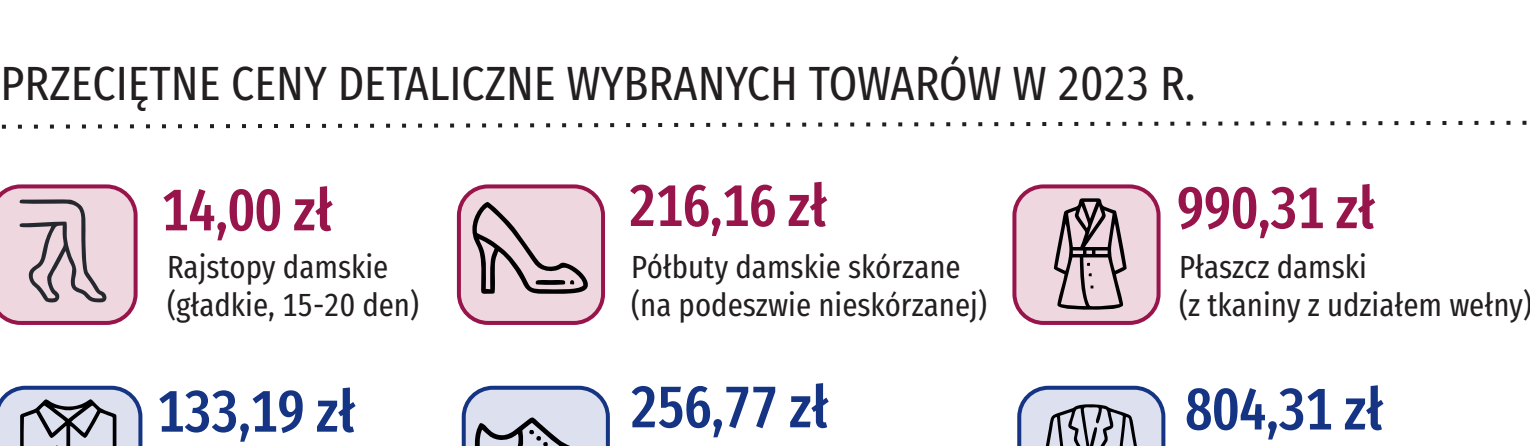 PRZECIĘTNE CENY DETALICZNE WYBRANYCH TOWARÓW W 2023 R.
14,00 zł
Rajstopy damskie
(gładkie, 15-20 den)
216,16 zł
Półbuty damskie skórzane
(na podeszwie nieskórzanej)
990,31 zł
Płaszcz damski
(z tkaniny z udziałem wełny)
133,19 zł
256,77 zł
804,31 zł